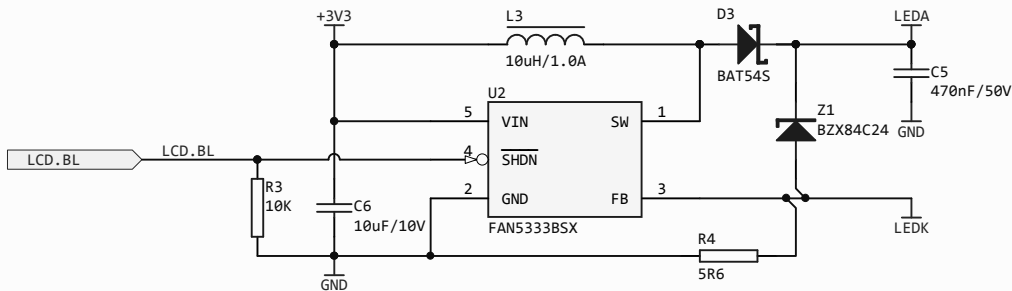 +3V3
L3
10uH/1.0A
D3
BAT54S
LEDA
C5
470nF/50V
GND
U2
5
VIN
SW
1
Z1
BZX84C24
LCD.BL
LCD.BL
4
SHDN
2
GND
FB
3
FAN5333BSX
R3
10K
C6
10uF/10V
LEDK
R4
5R6
GND